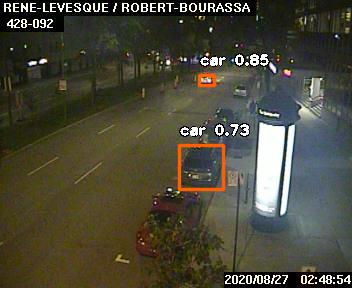 RENE-LEVESQUE / ROBERT-BOURASSA
428-092
car 0.85
car 0.73
2020/08/27 02:48:54